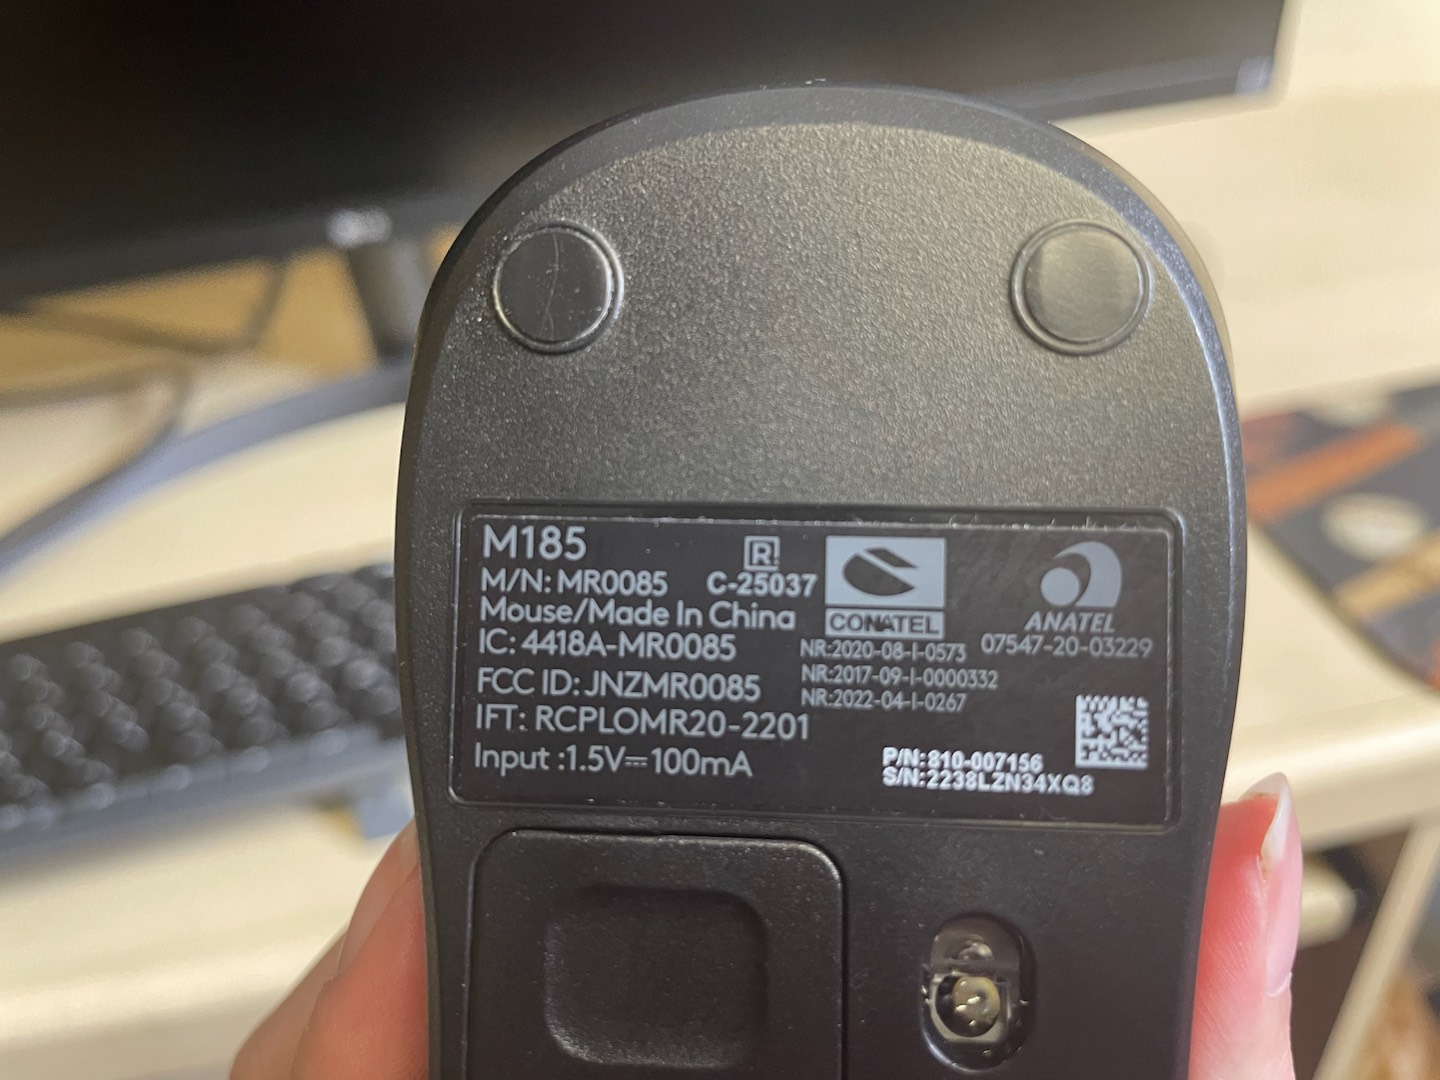 M185
M/N: MR0085
Mouse/Made In China
IC: 4418A-MR0085
FCC ID: JNZMR0085
IFT: RCPLOMR20-2201
Input :1.5V⎓100mA
R
C-25037
CONATEL
NR:2020-08-I-0573
NR:2017-09-I-0000332
NR:2022-04-I-0267
ANATEL
07547-20-03229
P/N:810-007156
S/N:2238LZN34XQ8